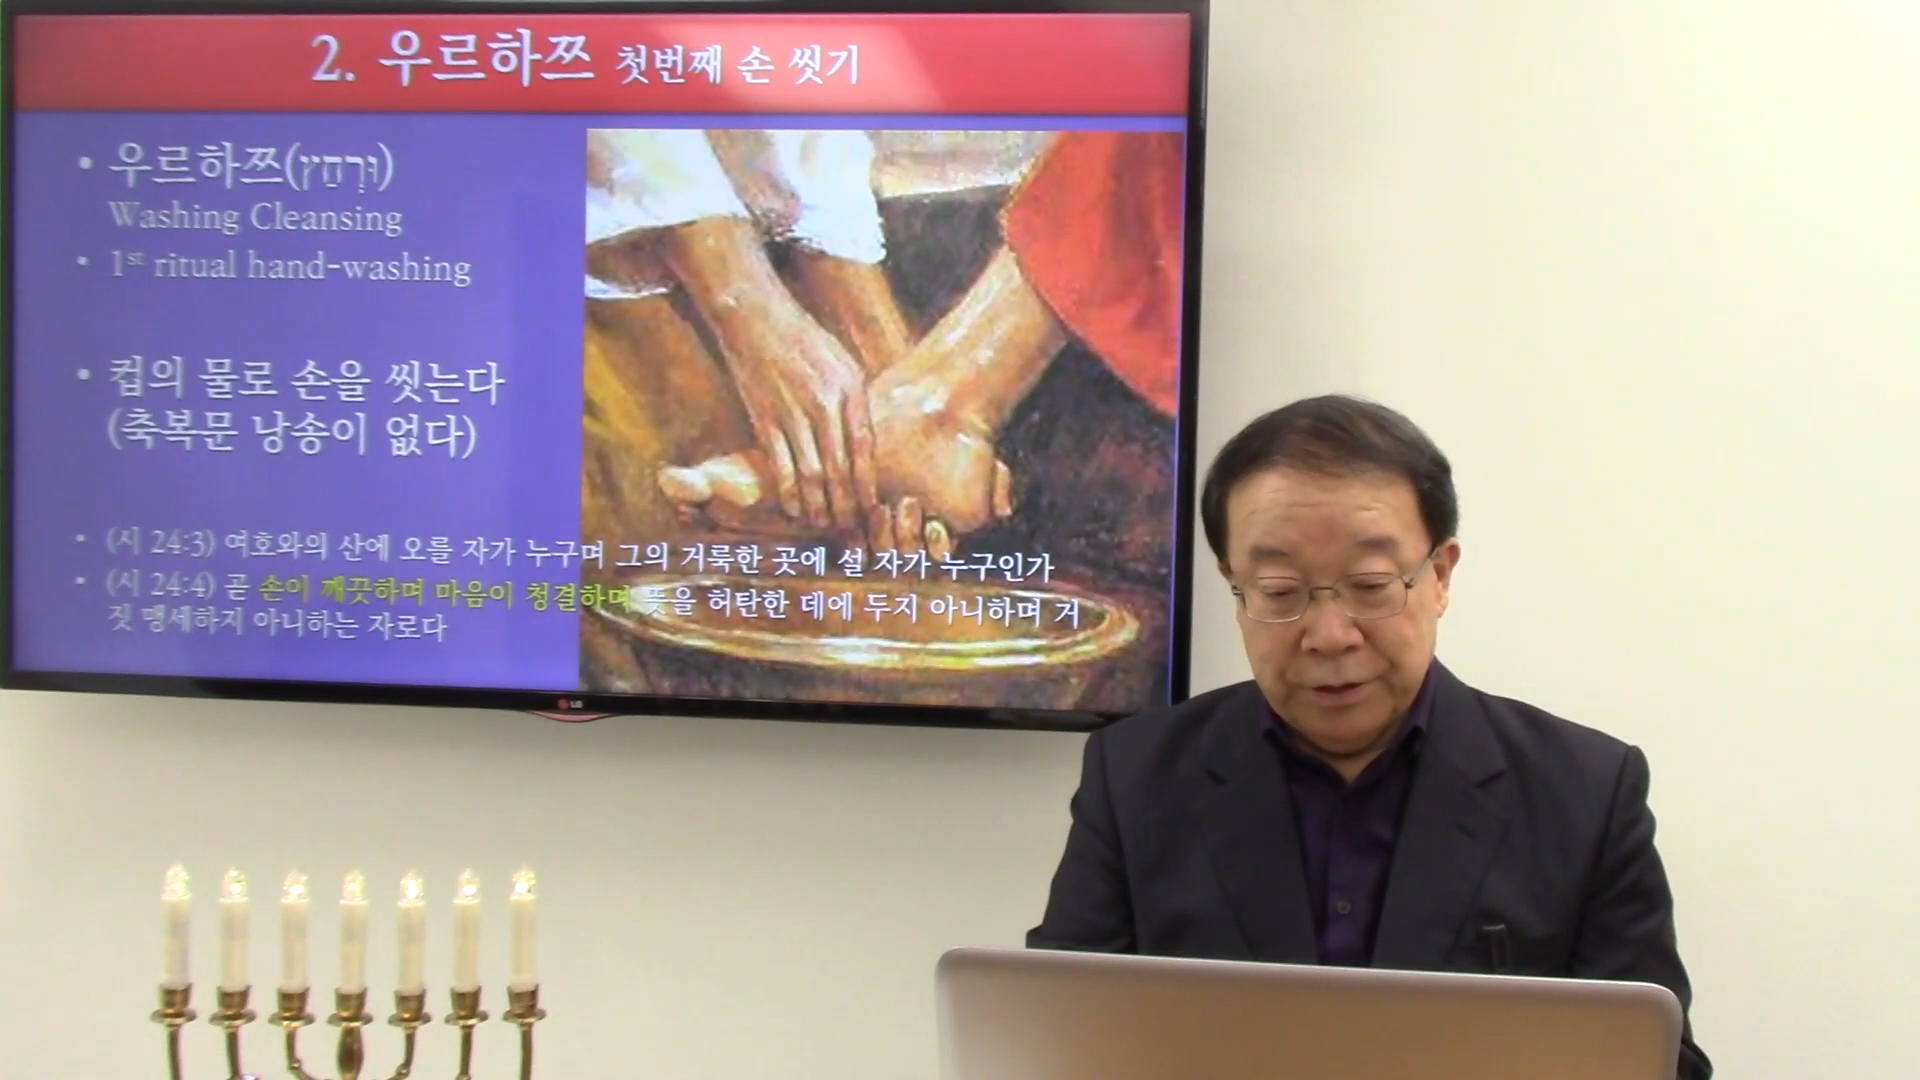 2. 우르하쯔 첫번째 손 씻기
• 우르하쯔(וּרְחַץ)
Washing Cleansing
• 1st ritual hand-washing
• 컵의 물로 손을 씻는다
(축복문 낭송이 없다)
• (시 24:3) 여호와의 산에 오를 자가 누구며 그의 거룩한 곳에 설 자가 누구인가
• (시 24:4) 곧 손이 깨끗하며 마음이 청결하며 뜻을 허탄한 데에 두지 아니하며 거
짓 맹세하지 아니하는 자로다
LG